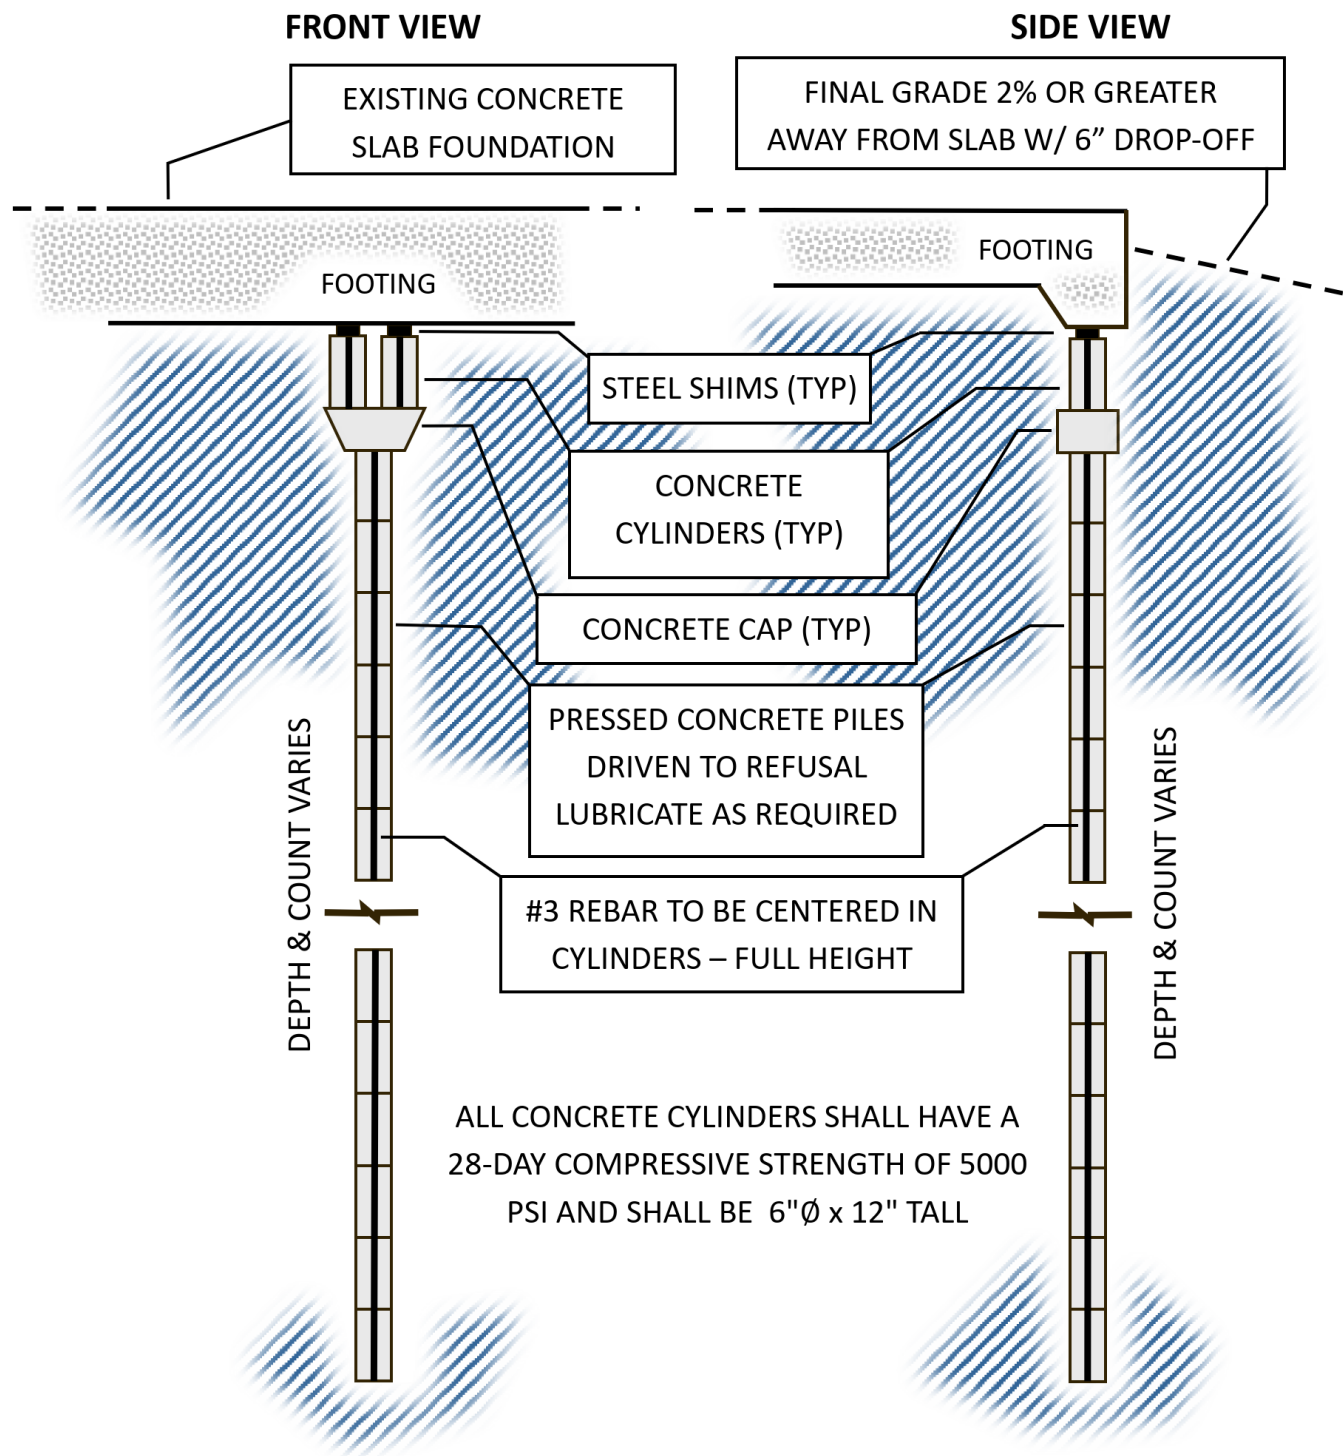 FRONT VIEW
SIDE VIEW
EXISTING CONCRETE
SLAB FOUNDATION
FINAL GRADE 2% OR GREATER
AWAY FROM SLAB W/ 6” DROP-OFF
FOOTING
FOOTING
STEEL SHIMS (TYP)
CONCRETE
CYLINDERS (TYP)
CONCRETE CAP (TYP)
PRESSED CONCRETE PILES
DRIVEN TO REFUSAL
LUBRICATE AS REQUIRED
DEPTH & COUNT VARIES
DEPTH & COUNT VARIES
#3 REBAR TO BE CENTERED IN
CYLINDERS – FULL HEIGHT
ALL CONCRETE CYLINDERS SHALL HAVE A
28-DAY COMPRESSIVE STRENGTH OF 5000
PSI AND SHALL BE  6"Ø x 12" TALL